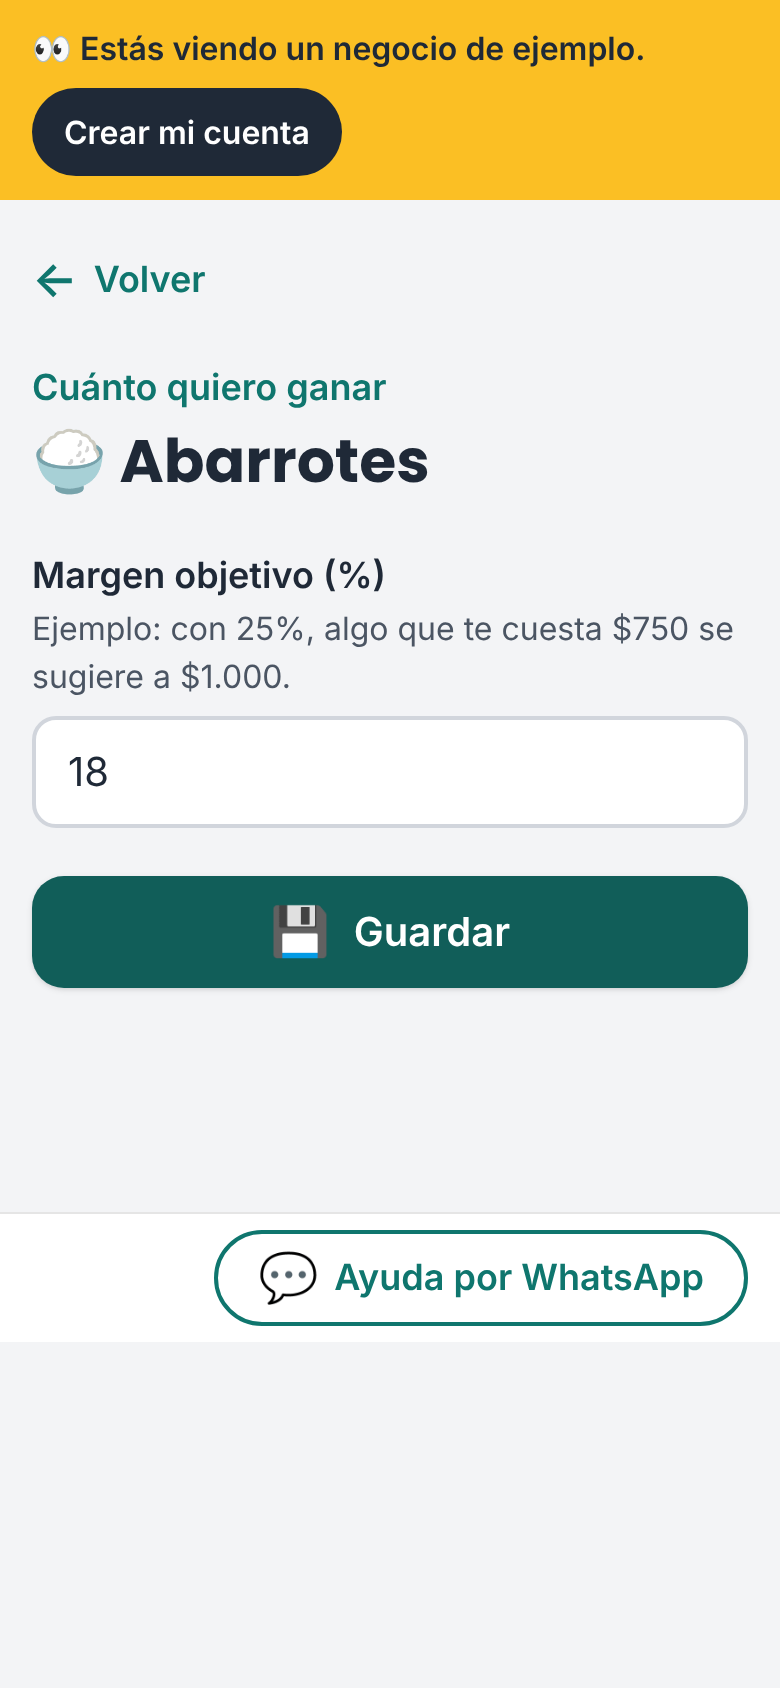 👀 Estás viendo un negocio de ejemplo.
Crear mi cuenta
← Volver
Cuánto quiero ganar
🍚 Abarrotes
Margen objetivo (%)
Ejemplo: con 25%, algo que te cuesta $750 se
sugiere a $1.000.
18
💾 Guardar
💬 Ayuda por WhatsApp